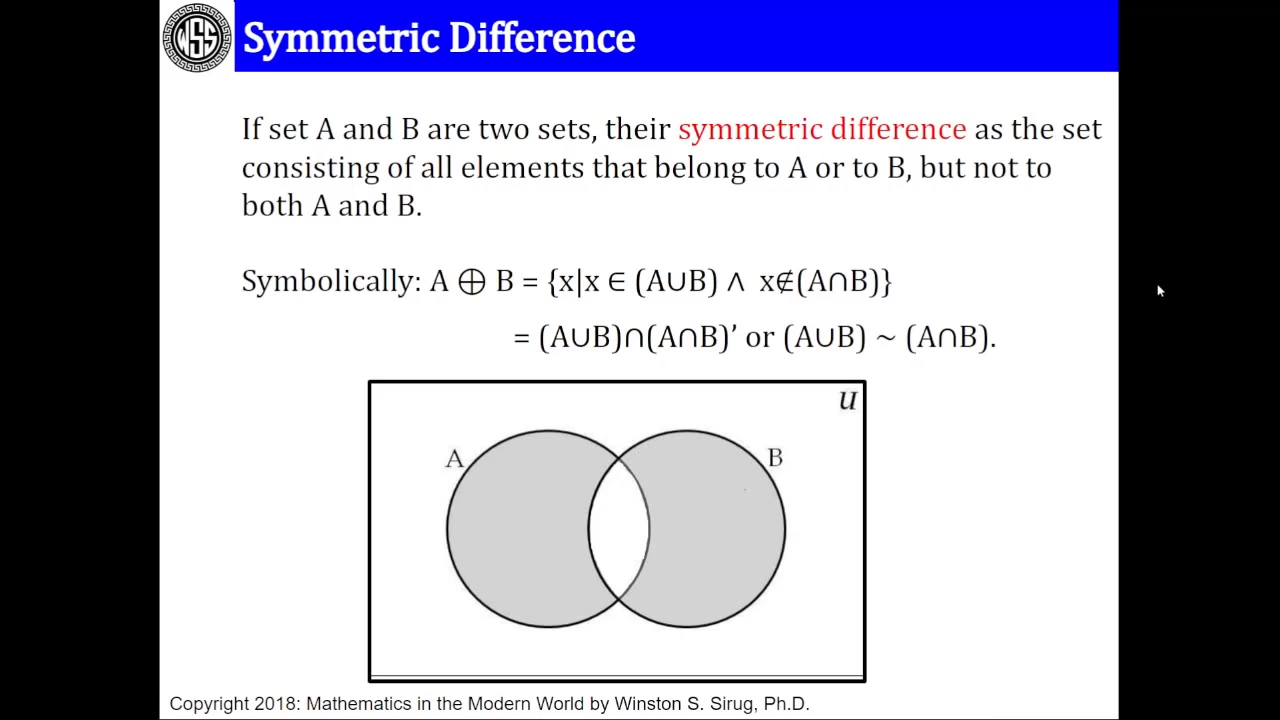 WSS
Symmetric Difference
If set A and B are two sets, their symmetric difference as the set
consisting of all elements that belong to A or to B, but not to
both A and B.
Symbolically: A ⊕ B = {x|x ∈ (A∪B) ∧ x∉(A∩B)}
= (A∪B)∩(A∩B)’ or (A∪B) ~ (A∩B).
u
A
B
Copyright 2018: Mathematics in the Modern World by Winston S. Sirug, Ph.D.